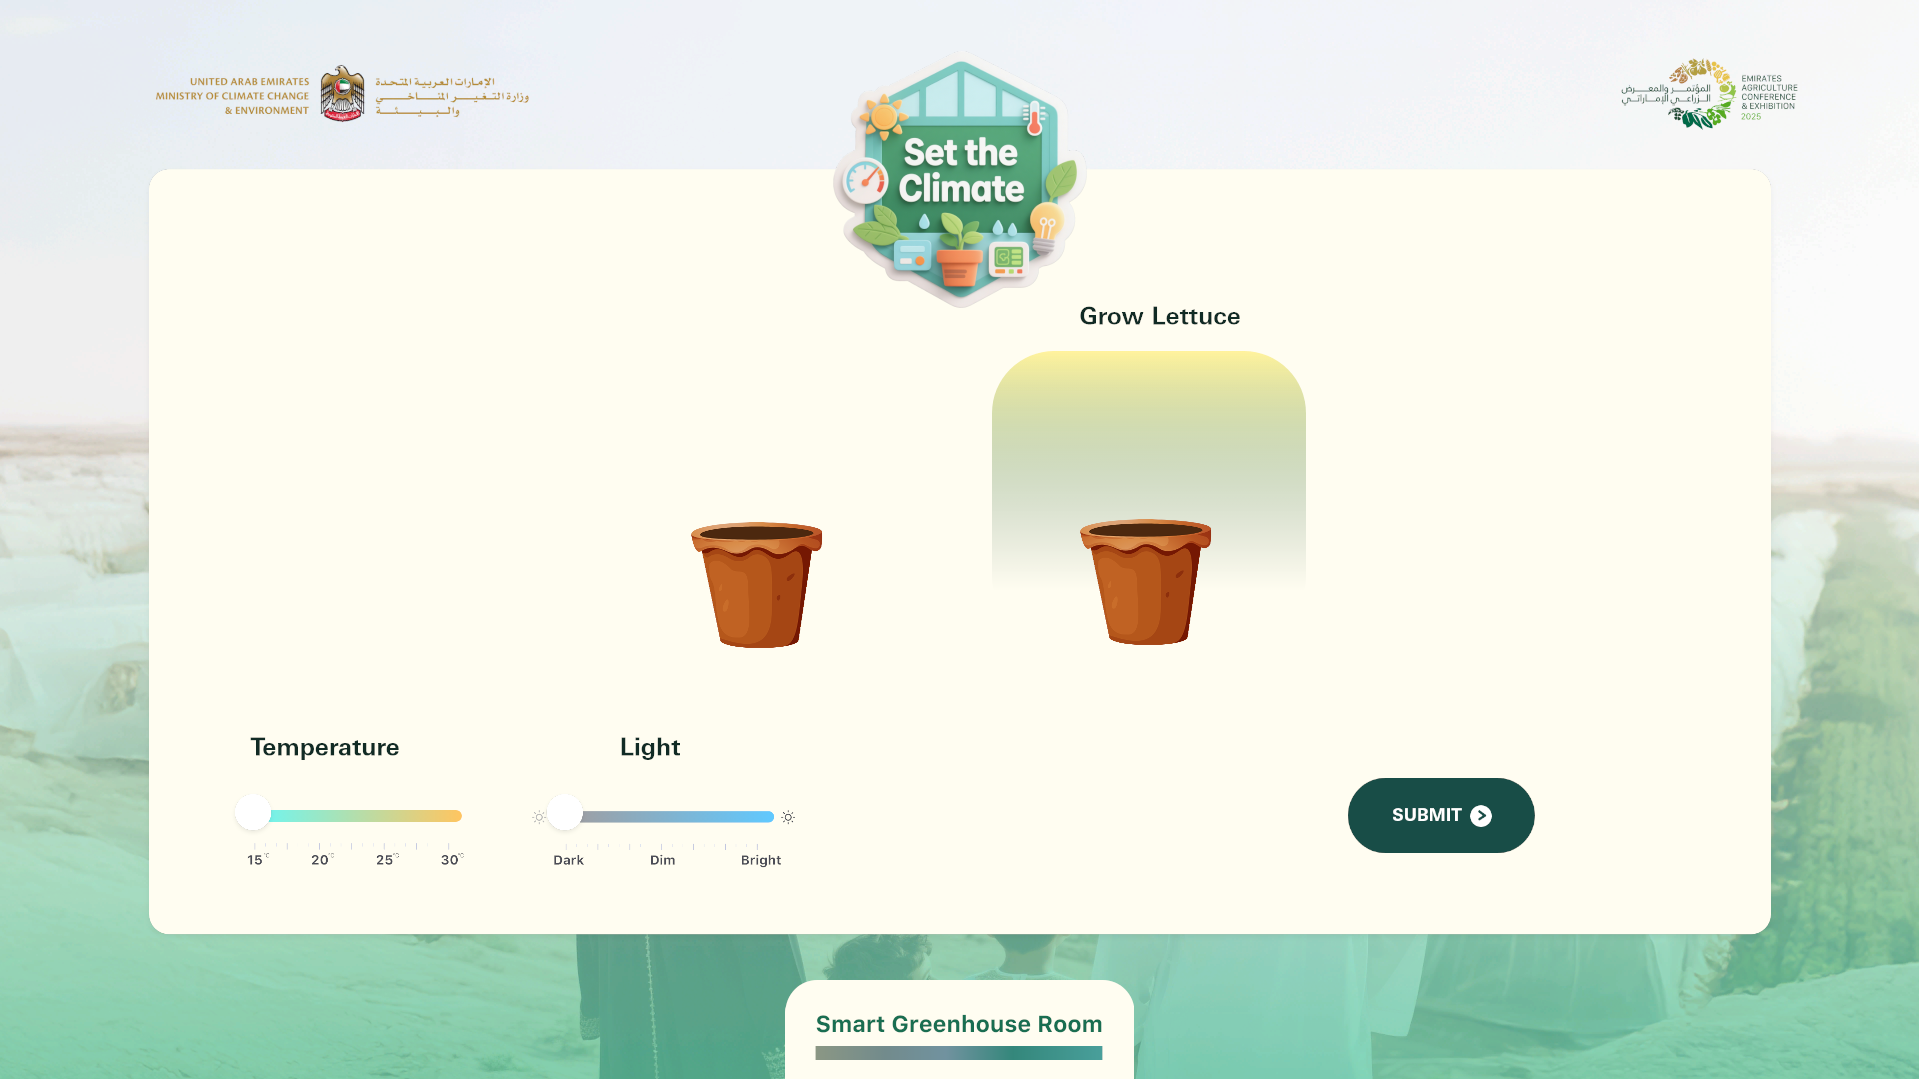 UNITED ARAB EMIRATES
MINISTRY OF CLIMATE CHANGE
& ENVIRONMENT
الإمارات العربية المتحدة
وزارة التغير المناخي
والبيئة
Set the
Climate
المؤتمر والمعرض
الزراعي الإماراتي
EMIRATES
AGRICULTURE
CONFERENCE
& EXHIBITION
2025
Grow Lettuce
Temperature
15°C 20°C 25°C 30°C
Light
Dark Dim Bright
SUBMIT
Smart Greenhouse Room